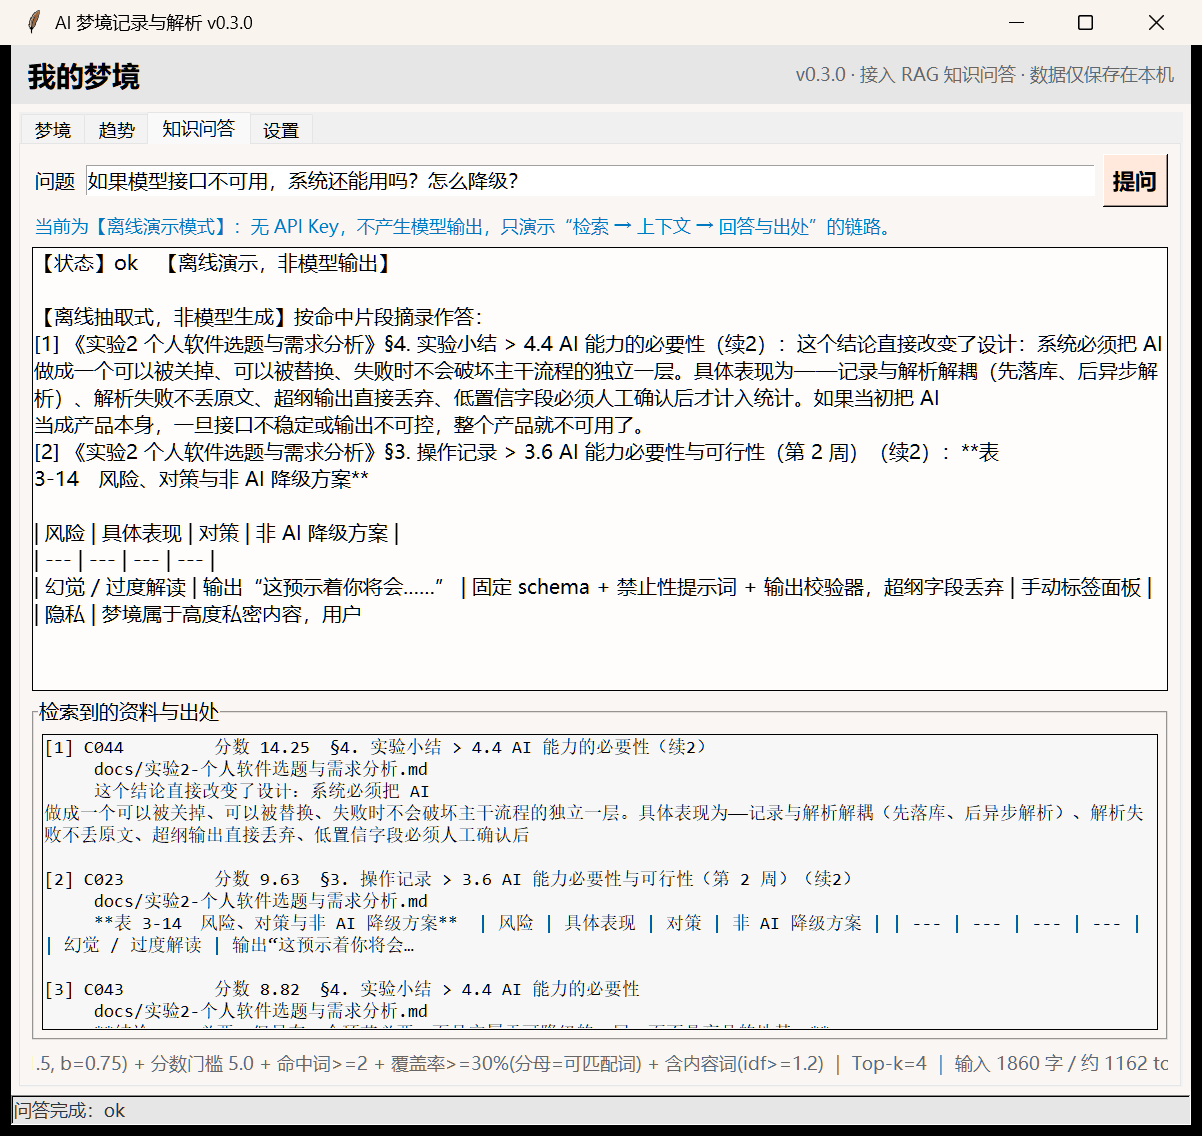 AI 梦境记录与解析 v0.3.0
我的梦境
v0.3.0 · 接入 RAG 知识问答 · 数据仅保存在本机
梦境 趋势 知识问答 设置
问题 如果模型接口不可用，系统还能用吗？怎么降级？ 提问
当前为【离线演示模式】：无 API Key，不产生模型输出，只演示“检索 → 上下文 → 回答与出处”的链路。
【状态】ok 【离线演示，非模型输出】
【离线抽取式，非模型生成】按命中片段摘录作答：
[1] 《实验2 个人软件选题与需求分析》§4. 实验小结 > 4.4 AI 能力的必要性（续2）：这个结论直接改变了设计：系统必须把 AI
做成一个可以被关掉、可以被替换、失败时不会破坏主干流程的独立一层。具体表现为——记录与解析解耦（先落库、后异步解
析）、解析失败不丢原文、超纲输出直接丢弃、低置信字段必须人工确认后才计入统计。如果当初把 AI
当成产品本身，一旦接口不稳定或输出不可控，整个产品就不可用了。
[2] 《实验2 个人软件选题与需求分析》§3. 操作记录 > 3.6 AI 能力必要性与可行性（第 2 周）（续2）：**表
3-14 风险、对策与非 AI 降级方案**
| 风险 | 具体表现 | 对策 | 非 AI 降级方案 |
| --- | --- | --- | --- |
| 幻觉 / 过度解读 | 输出“这预示着你将会……” | 固定 schema + 禁止性提示词 + 输出校验器，超纲字段丢弃 | 手动标签面板 |
| 隐私 | 梦境属于高度私密内容，用户
检索到的资料与出处
[1] C044 分数 14.25 §4. 实验小结 > 4.4 AI 能力的必要性（续2）
docs/实验2-个人软件选题与需求分析.md
这个结论直接改变了设计：系统必须把 AI
做成一个可以被关掉、可以被替换、失败时不会破坏主干流程的独立一层。具体表现为——记录与解析解耦（先落库、后异步解析）、解析失
败不丢原文、超纲输出直接丢弃、低置信字段必须人工确认后
[2] C023 分数 9.63 §3. 操作记录 > 3.6 AI 能力必要性与可行性（第 2 周）（续2）
docs/实验2-个人软件选题与需求分析.md
**表 3-14 风险、对策与非 AI 降级方案** | 风险 | 具体表现 | 对策 | 非 AI 降级方案 | | --- | --- | --- | --- |
| 幻觉 / 过度解读 | 输出“这预示着你将会…
[3] C043 分数 8.82 §4. 实验小结 > 4.4 AI 能力的必要性
docs/实验2-个人软件选题与需求分析.md
.5, b=0.75) + 分数门槛 5.0 + 命中词>=2 + 覆盖率>=30%(分母=可匹配词) + 含内容词(idf>=1.2) | Top-k=4 | 输入 1860 字 / 约 1162 to
问答完成：ok